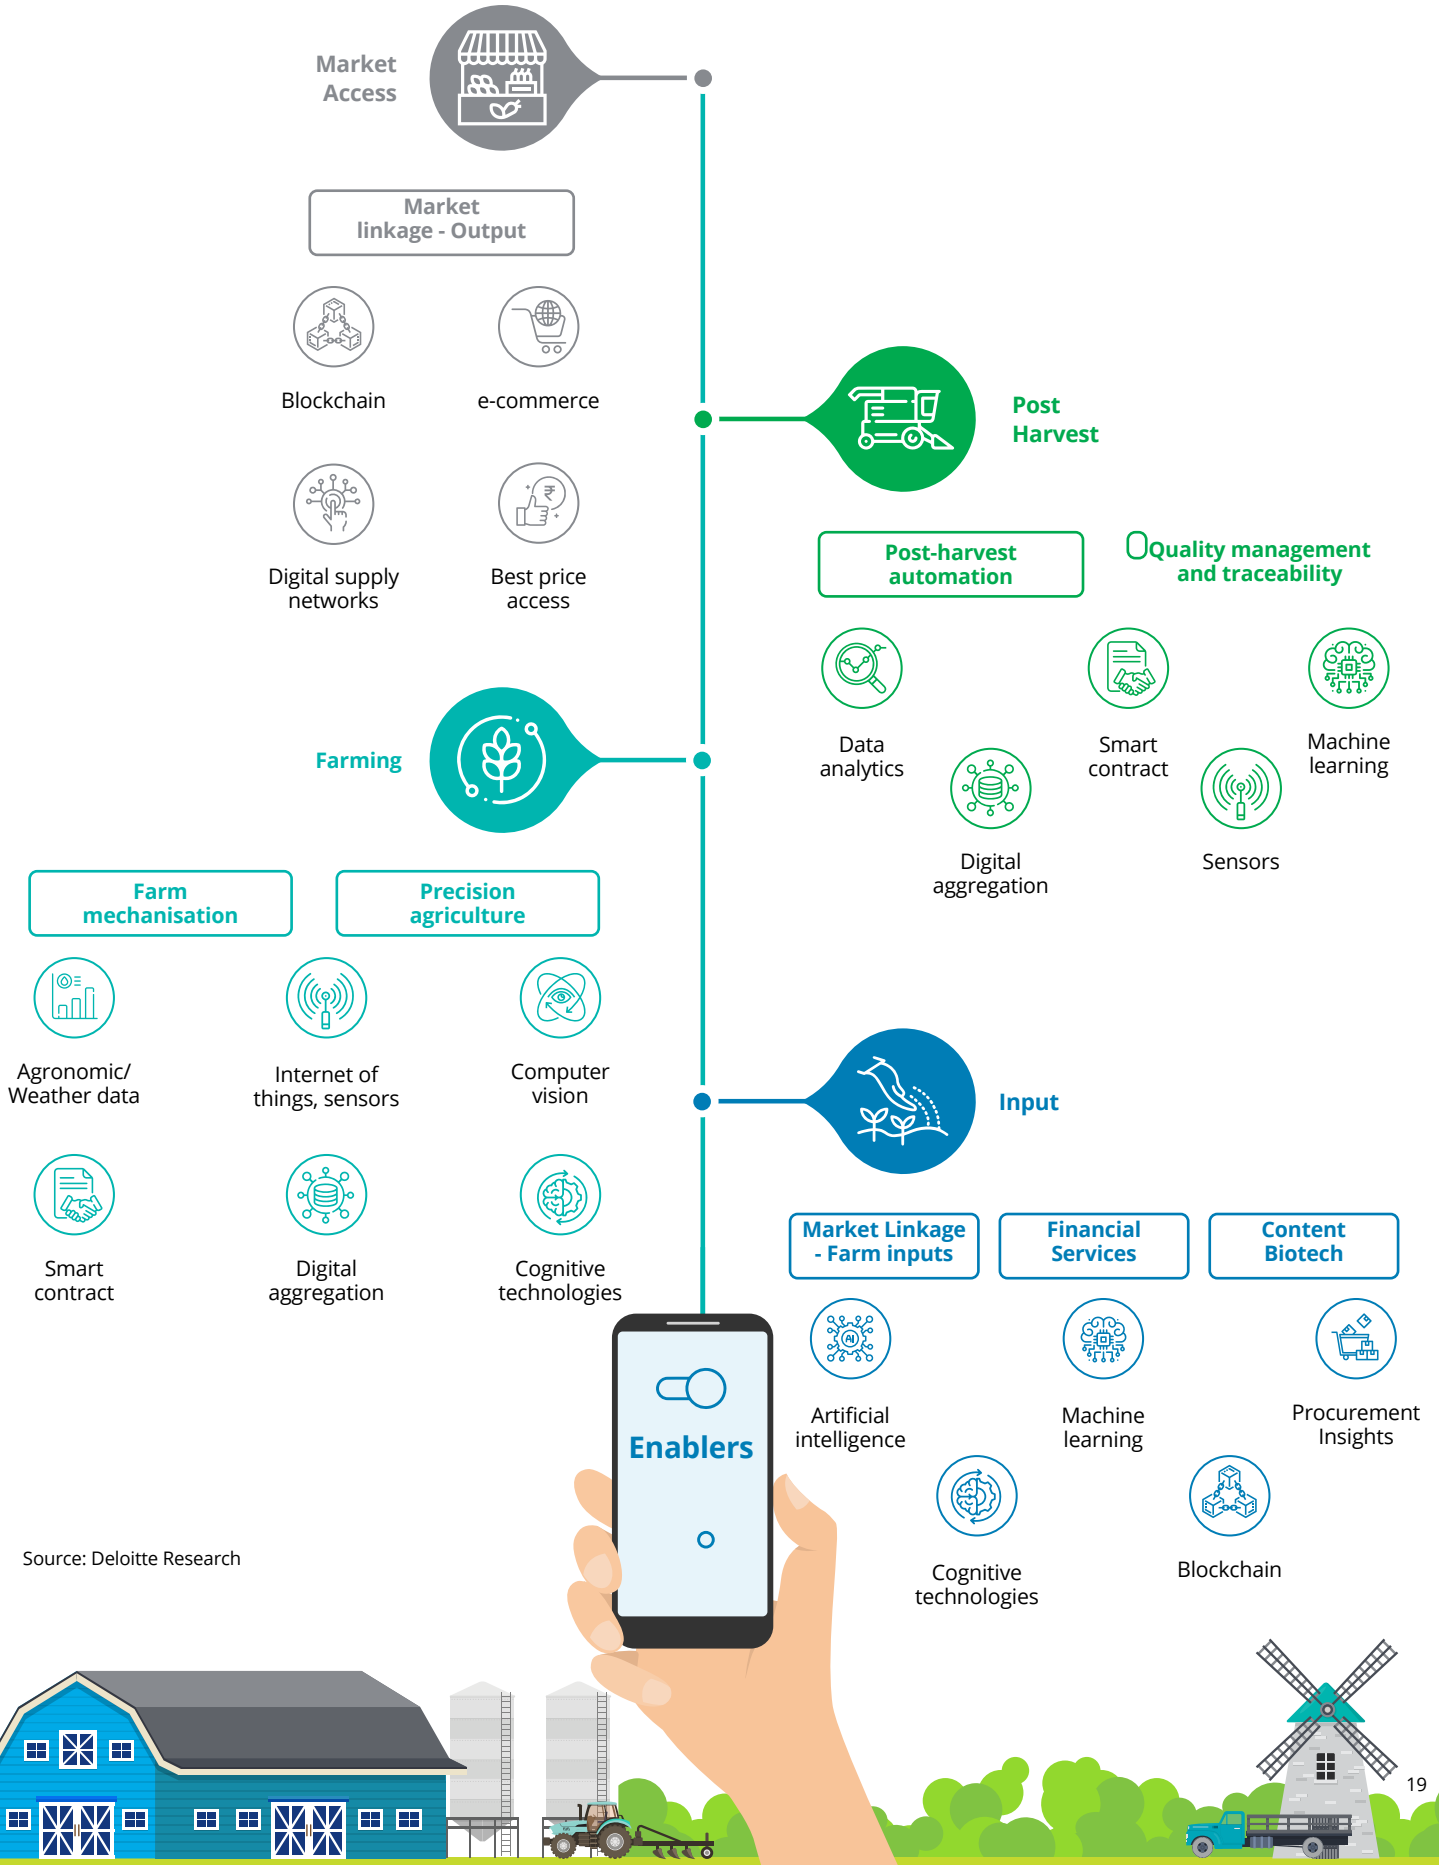 Market
Access
Market
linkage - Output
Blockchain
e-commerce
Digital supply
networks
Best price
access
Post
Harvest
Post-harvest
automation
Quality management
and traceability
Data
analytics
Digital
aggregation
Smart
contract
Sensors
Machine
learning
Farming
Farm
mechanisation
Precision
agriculture
Agronomic/
Weather data
Internet of
things, sensors
Computer
vision
Smart
contract
Digital
aggregation
Cognitive
technologies
Input
Market Linkage
- Farm inputs
Financial
Services
Content
Biotech
AI
Artificial
intelligence
Machine
learning
Procurement
Insights
Cognitive
technologies
Blockchain
Enablers
Source: Deloitte Research
19